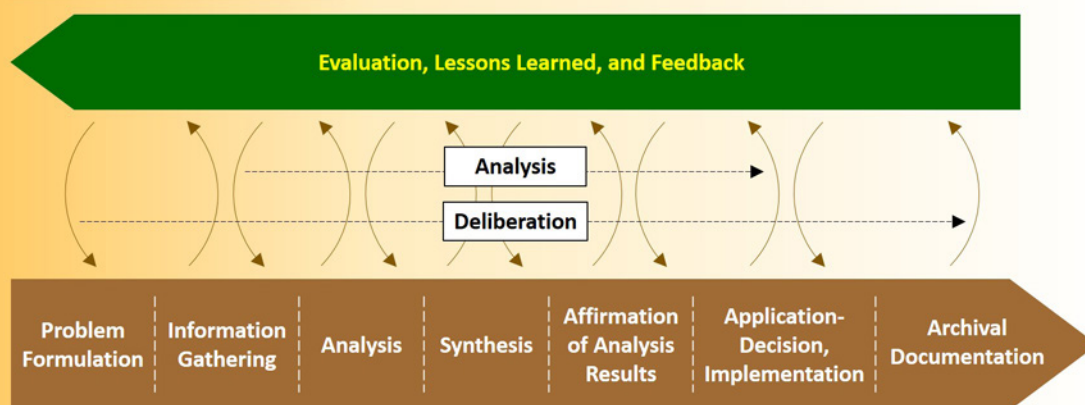 Evaluation, Lessons Learned, and Feedback
Analysis
Deliberation
Problem
Formulation
Information
Gathering
Analysis
Synthesis
Affirmation
of Analysis
Results
Application-
Decision,
Implementation
Archival
Documentation